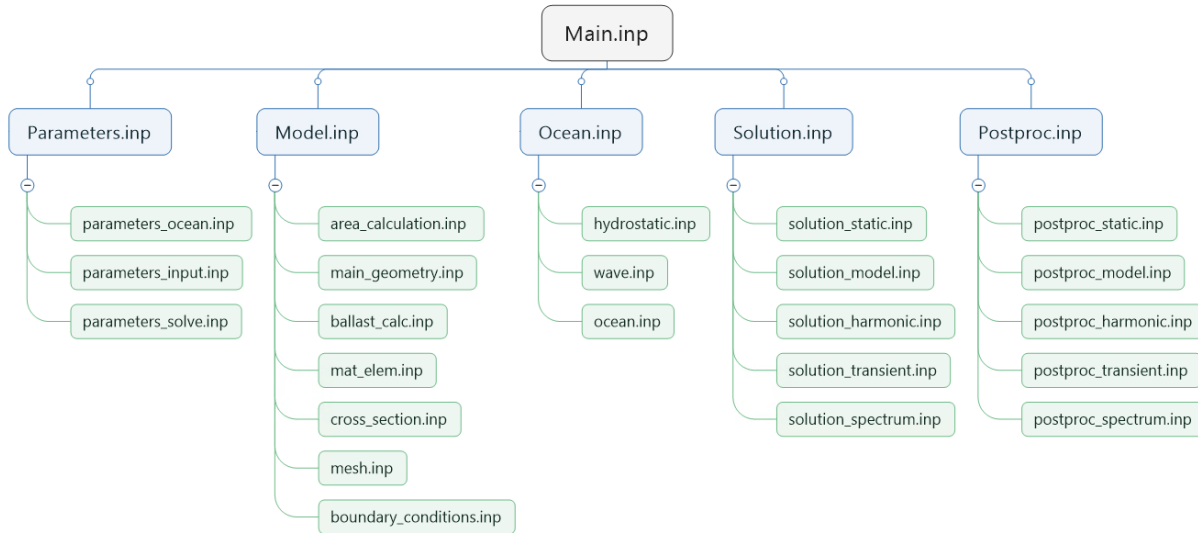 Main.inp
Parameters.inp
parameters_ocean.inp
parameters_input.inp
parameters_solve.inp
Model.inp
area_calculation.inp
main_geometry.inp
ballast_calc.inp
mat_elem.inp
cross_section.inp
mesh.inp
boundary_conditions.inp
Ocean.inp
hydrostatic.inp
wave.inp
ocean.inp
Solution.inp
solution_static.inp
solution_model.inp
solution_harmonic.inp
solution_transient.inp
solution_spectrum.inp
Postproc.inp
postproc_static.inp
postproc_model.inp
postproc_harmonic.inp
postproc_transient.inp
postproc_spectrum.inp